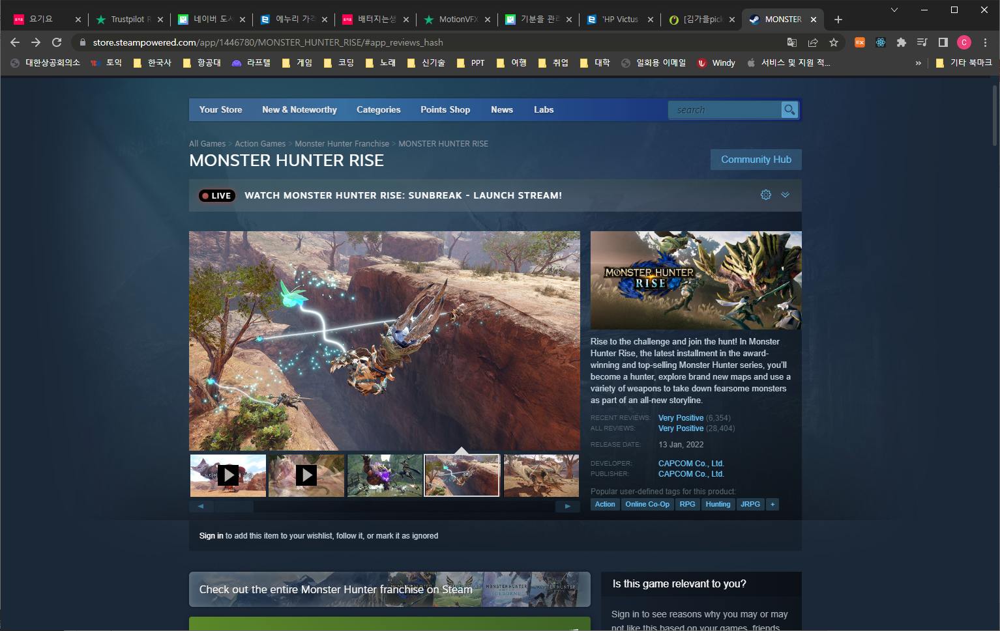 요기요
Trustpilot R
네이버 도서
에누리 가격
배터지는생
MotionVFX
기분을 관리
'HP Victus
[김가을pick
MONSTER
store.steampowered.com/app/1446780/MONSTER_HUNTER_RISE/#app_reviews_hash
대한상공회의소
토익
한국사
항공대
라프텔
게임
코딩
노래
신기술
PPT
여행
취업
대학
일회용 이메일
Windy
서비스 및 지원 적...
»
기타 북마크
Your Store
New & Noteworthy
Categories
Points Shop
News
Labs
search
All Games > Action Games > Monster Hunter Franchise > MONSTER HUNTER RISE
MONSTER HUNTER RISE
Community Hub
LIVE
WATCH MONSTER HUNTER RISE: SUNBREAK - LAUNCH STREAM!
MONSTER HUNTER
RISE
Rise to the challenge and join the hunt! In Monster
Hunter Rise, the latest installment in the award-
winning and top-selling Monster Hunter series, you'll
become a hunter, explore brand new maps and use a
variety of weapons to take down fearsome monsters
as part of an all-new storyline.
RECENT REVIEWS: Very Positive (6,354)
ALL REVIEWS: Very Positive (28,404)
RELEASE DATE: 13 Jan, 2022
DEVELOPER: CAPCOM Co., Ltd.
PUBLISHER: CAPCOM Co., Ltd.
Popular user-defined tags for this product:
Action
Online Co-Op
RPG
Hunting
JRPG
+
Sign in to add this item to your wishlist, follow it, or mark it as ignored
Check out the entire Monster Hunter franchise on Steam
MONSTER HUNTER
ICEBORNE
Is this game relevant to you?
Sign in to see reasons why you may or may
not like this based on your games, friends,